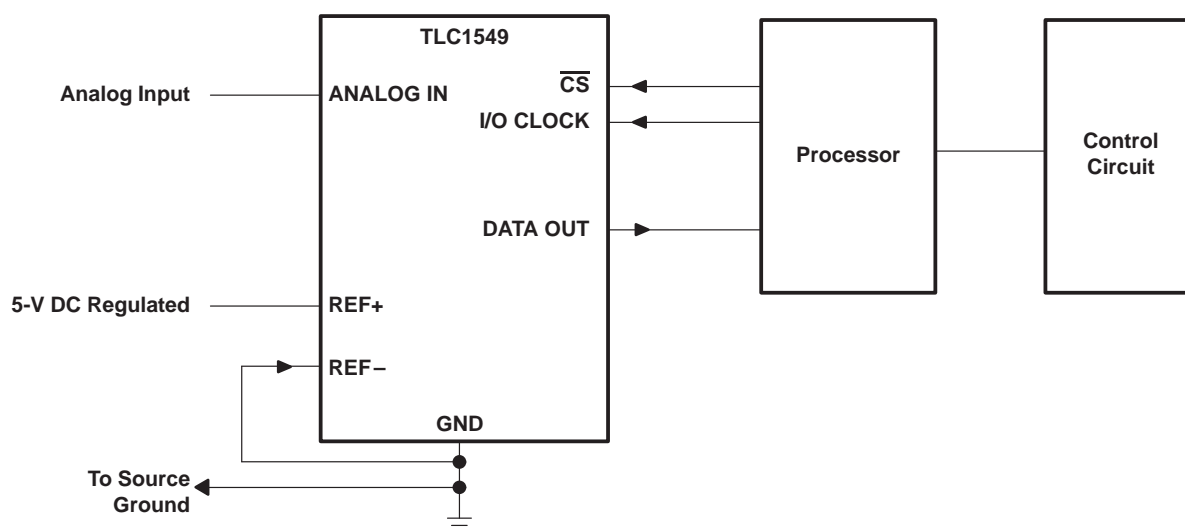 TLC1549
Analog Input
ANALOG IN
CS
I/O CLOCK
DATA OUT
Processor
Control
Circuit
5-V DC Regulated
REF+
REF–
GND
To Source
Ground